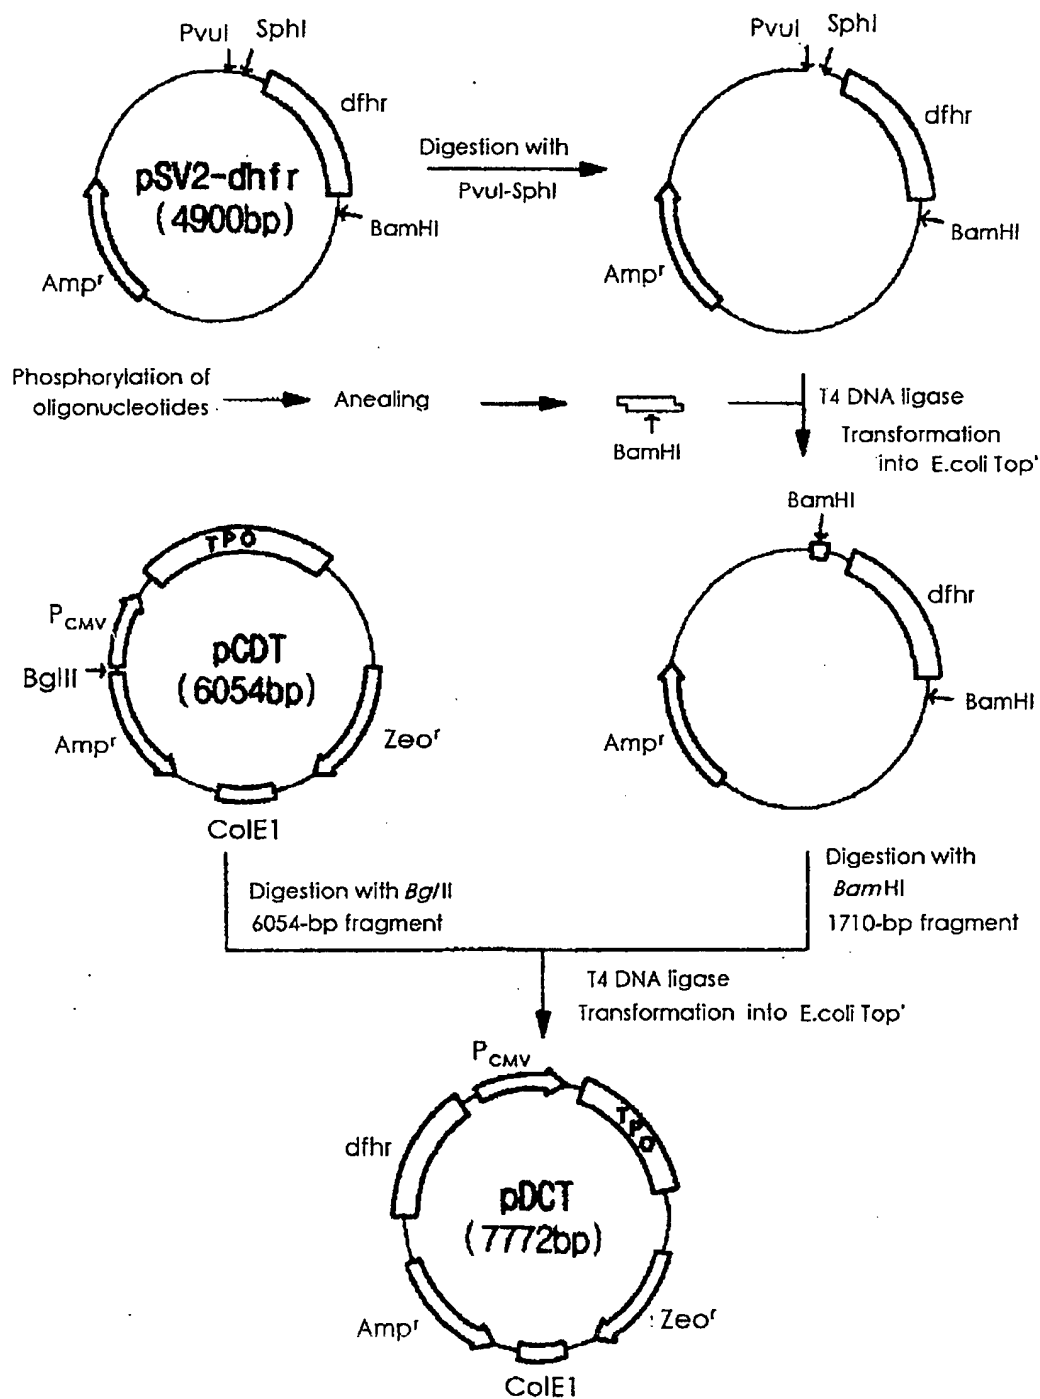 PvuI SphI
dfhr
pSV2-dhfr
(4900bp)
BamHI
Ampʳ
Digestion with
PvuI-SphI
PvuI SphI
dfhr
BamHI
Ampʳ
Phosphorylation of
oligonucleotides
Anealing
BamHI
T4 DNA ligase
Transformation
into E.coli Top'
TPO
P_CMV
pCDT
(6054bp)
BglII
Ampʳ
Zeoʳ
ColE1
BamHI
dfhr
BamHI
Ampʳ
Digestion with BglII
6054-bp fragment
Digestion with
BamHI
1710-bp fragment
T4 DNA ligase
Transformation into E.coli Top'
P_CMV
TPO
dfhr
pDCT
(7772bp)
Ampʳ
Zeoʳ
ColE1